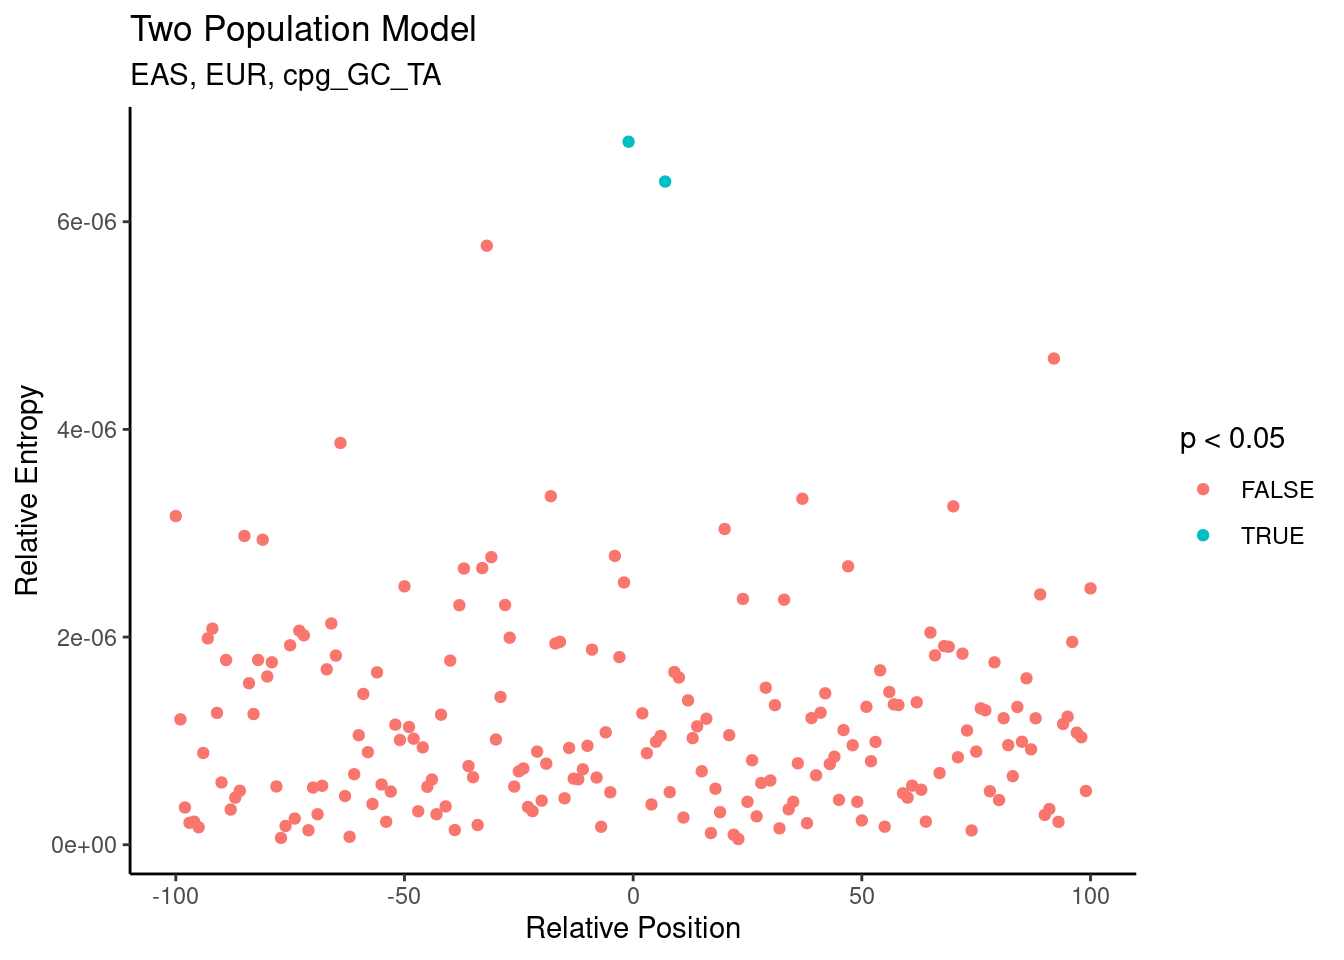 Two Population Model
EAS, EUR, cpg_GC_TA
Relative Entropy
6e-06
4e-06
2e-06
0e+00
-100
-50
0
50
100
Relative Position
p < 0.05
FALSE
TRUE